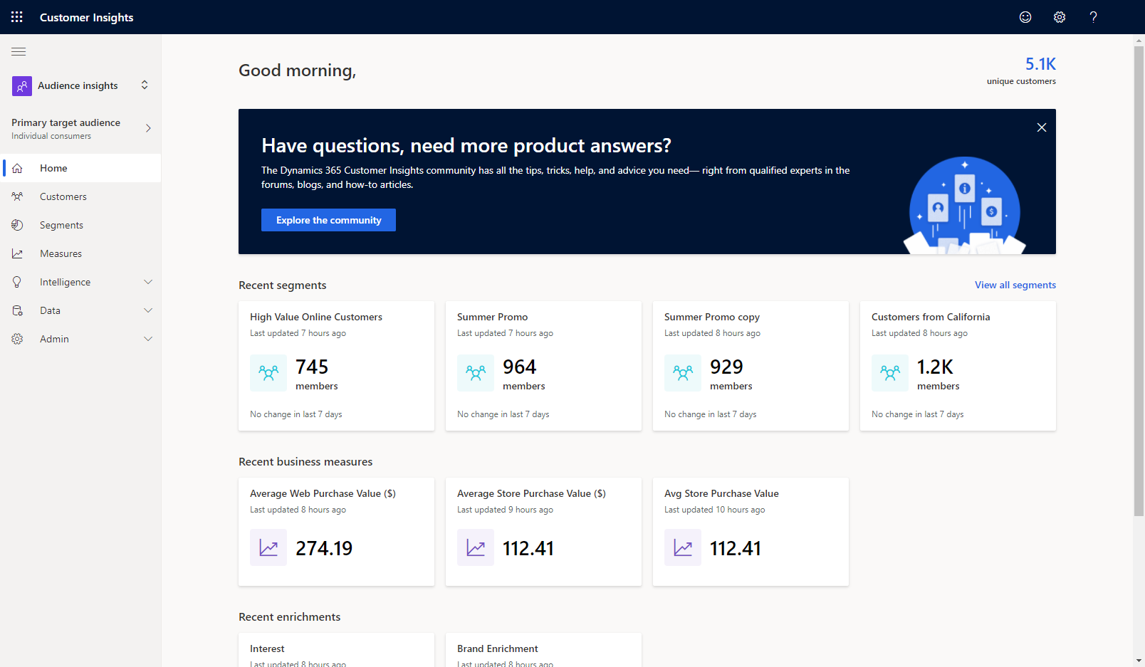 Customer Insights
Audience insights
Primary target audience
Individual consumers
Home
Customers
Segments
Measures
Intelligence
Data
Admin
Good morning,
5.1K
unique customers
Have questions, need more product answers?
The Dynamics 365 Customer Insights community has all the tips, tricks, help, and advice you need— right from qualified experts in the
forums, blogs, and how-to articles.
Explore the community
Recent segments
View all segments
High Value Online Customers
Last updated 7 hours ago
745
members
No change in last 7 days
Summer Promo
Last updated 7 hours ago
964
members
No change in last 7 days
Summer Promo copy
Last updated 8 hours ago
929
members
No change in last 7 days
Customers from California
Last updated 8 hours ago
1.2K
members
No change in last 7 days
Recent business measures
Average Web Purchase Value ($)
Last updated 8 hours ago
274.19
Average Store Purchase Value ($)
Last updated 9 hours ago
112.41
Avg Store Purchase Value
Last updated 10 hours ago
112.41
Recent enrichments
Interest
Last updated 8 hours ago
Brand Enrichment
Last updated 8 hours ago